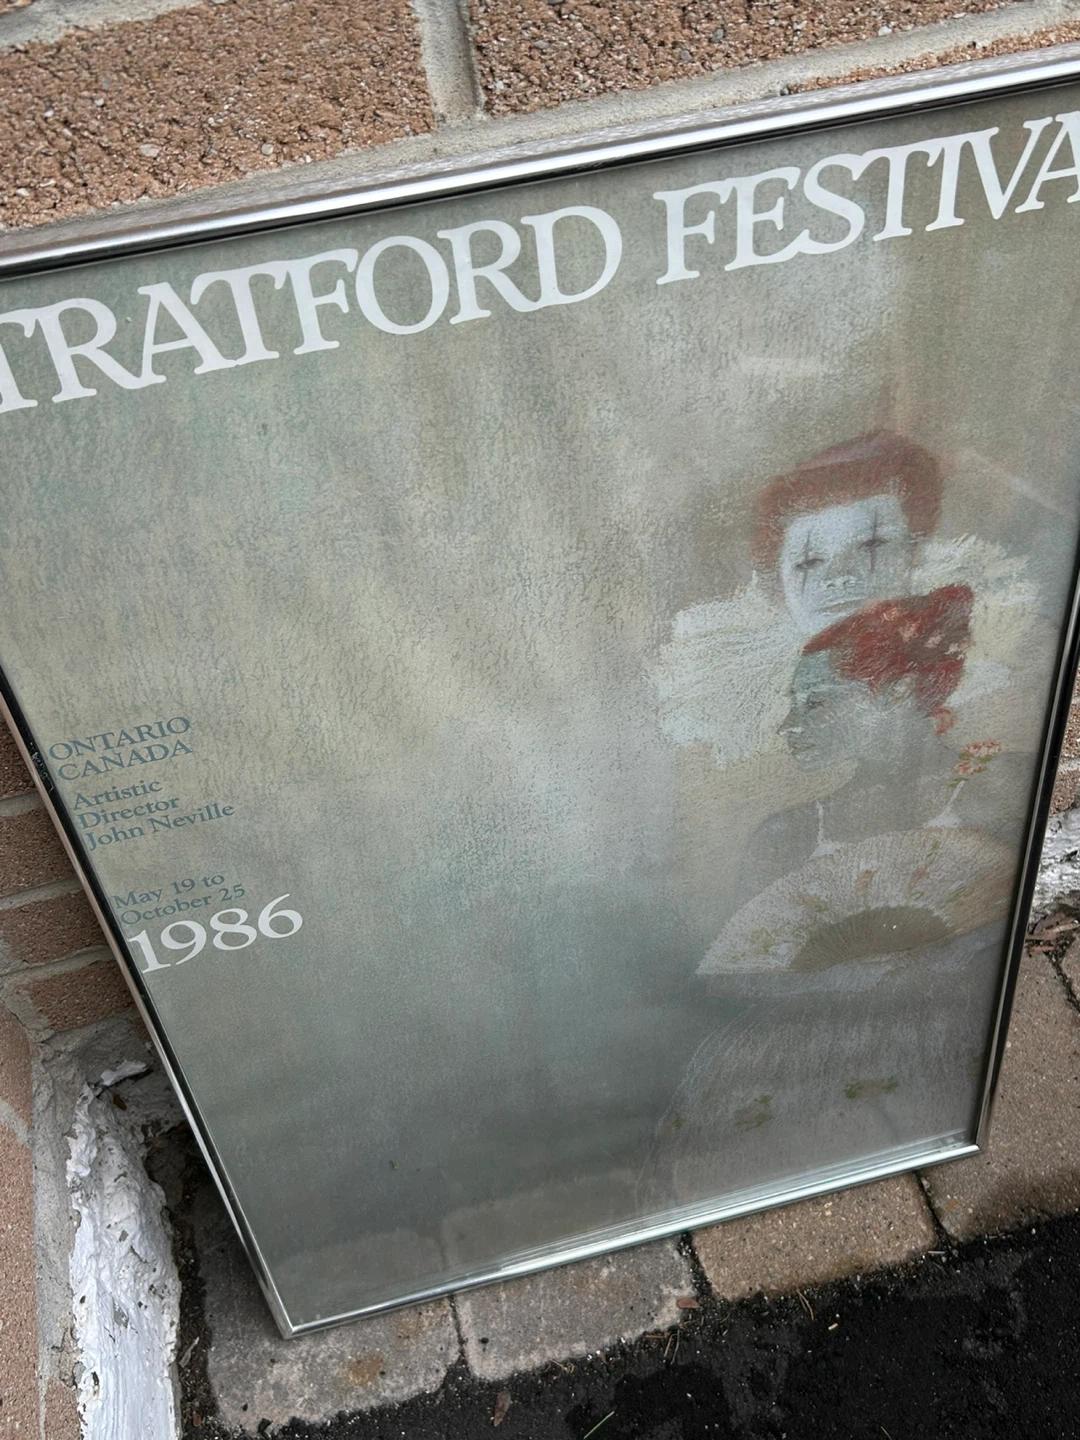 TRATFORD FESTIVA
ONTARIO
CANADA
Artistic
Director
John Neville
May 19 to
October 25
1986